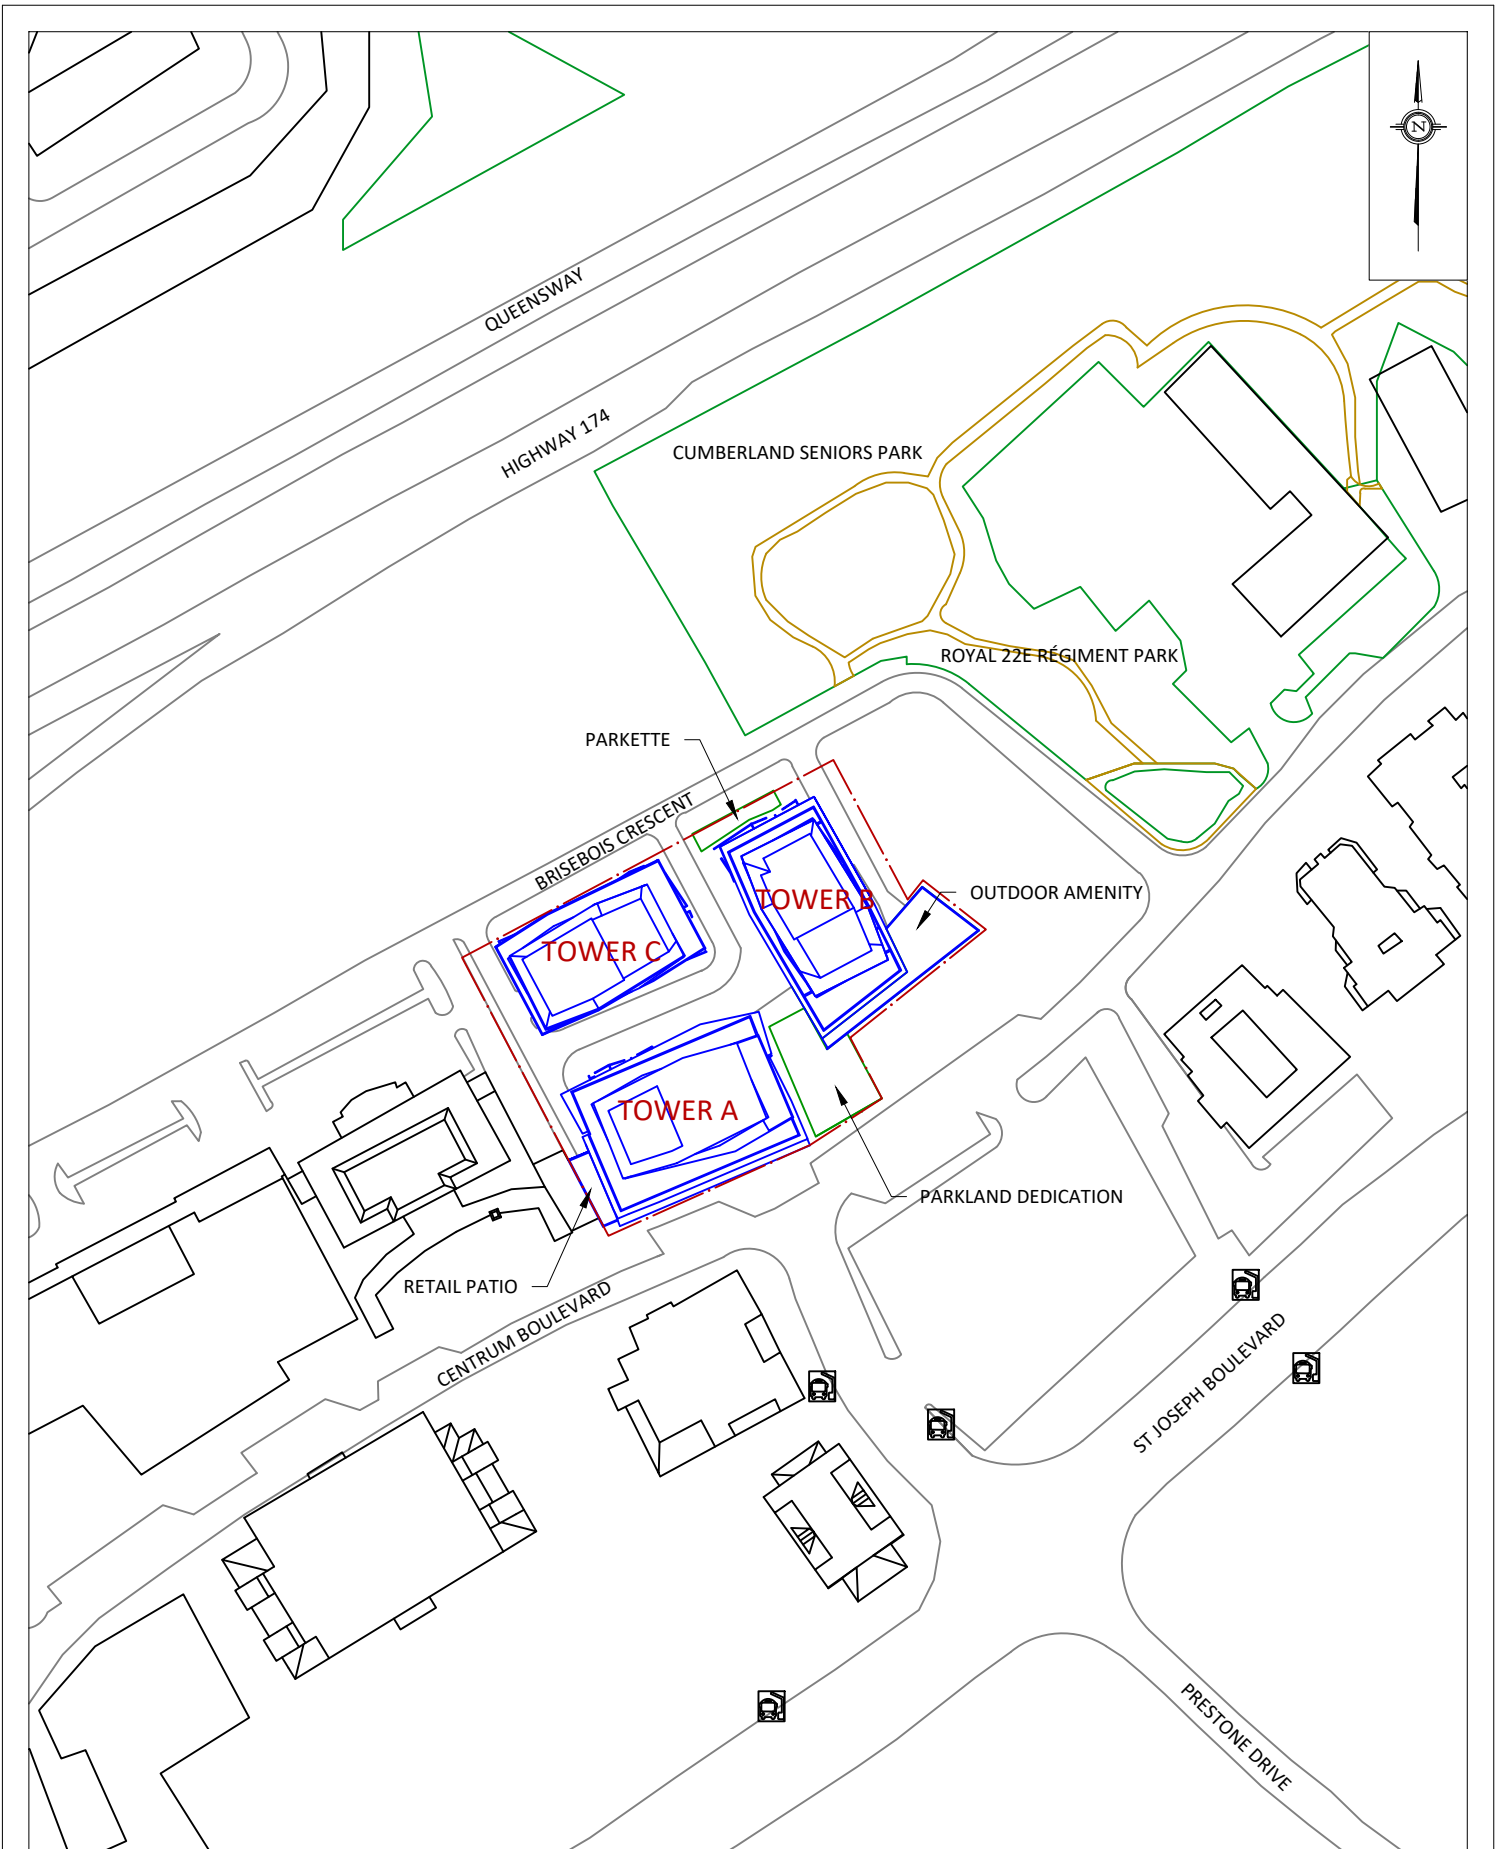 N
QUEENSWAY
HIGHWAY 174
CUMBERLAND SENIORS PARK
ROYAL 22E RÉGIMENT PARK
PARKETTE
BRISEBOIS CRESCENT
TOWER B
OUTDOOR AMENITY
TOWER C
TOWER A
PARKLAND DEDICATION
RETAIL PATIO
CENTRUM BOULEVARD
ST JOSEPH BOULEVARD
PRESTONE DRIVE